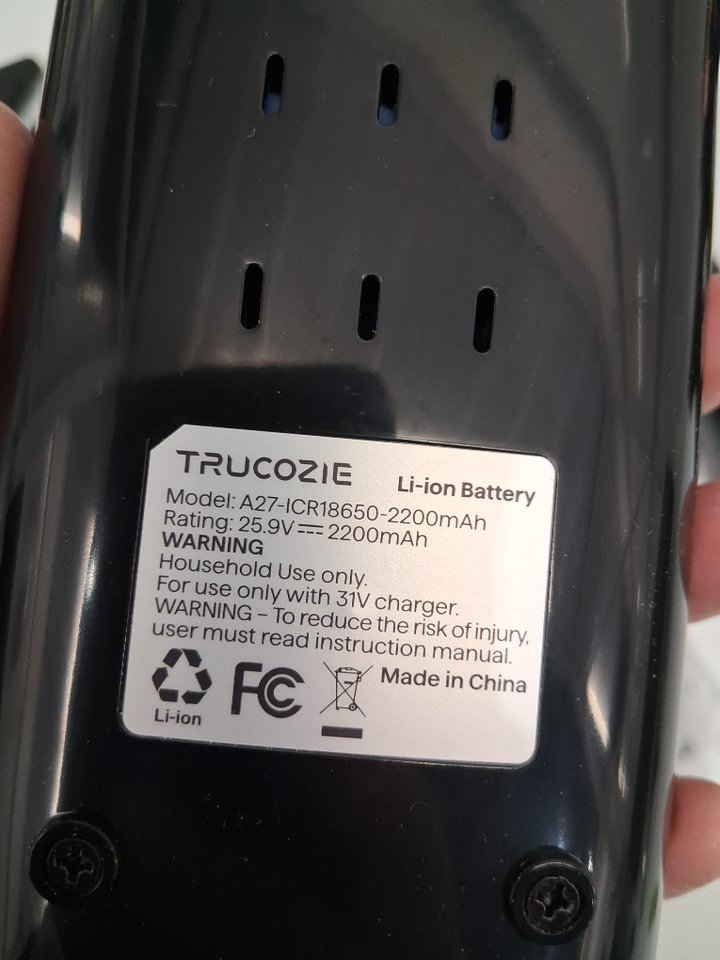 TRUCOZIE Li-ion Battery
Model: A27-ICR18650-2200mAh
Rating: 25.9V⎓2200mAh
WARNING
Household Use only.
For use only with 31V charger.
WARNING – To reduce the risk of injury,
user must read instruction manual.
FC Made in China
Li-ion